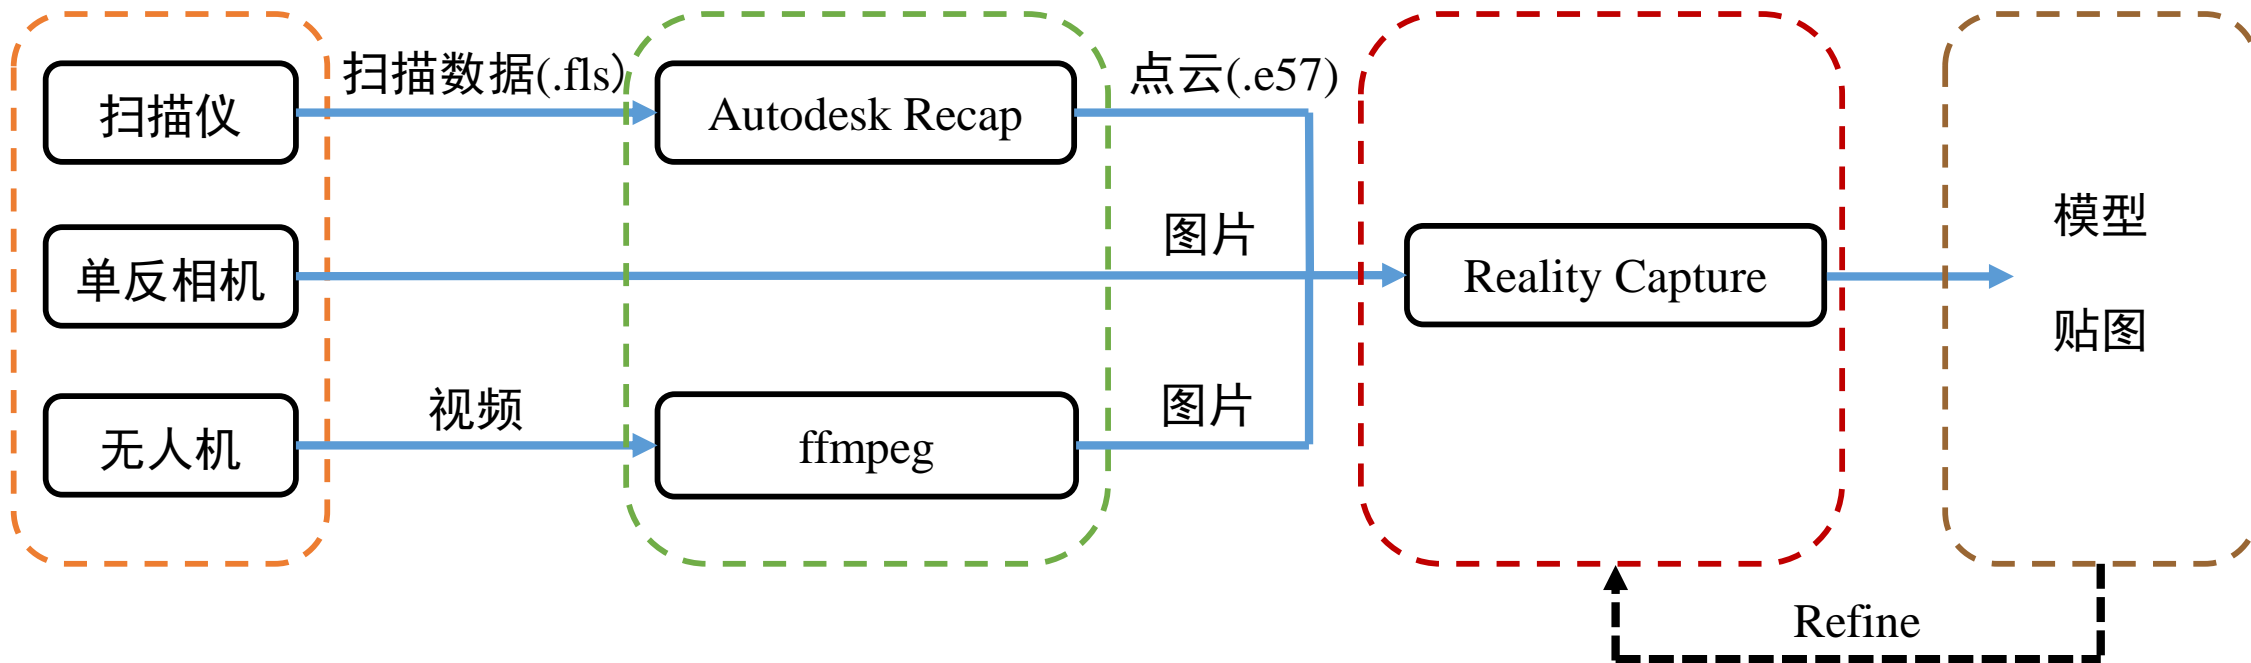 扫描仪
扫描数据(.fls）
Autodesk Recap
点云(.e57)
单反相机
图片
Reality Capture
模型
贴图
无人机
视频
ffmpeg
图片
Refine